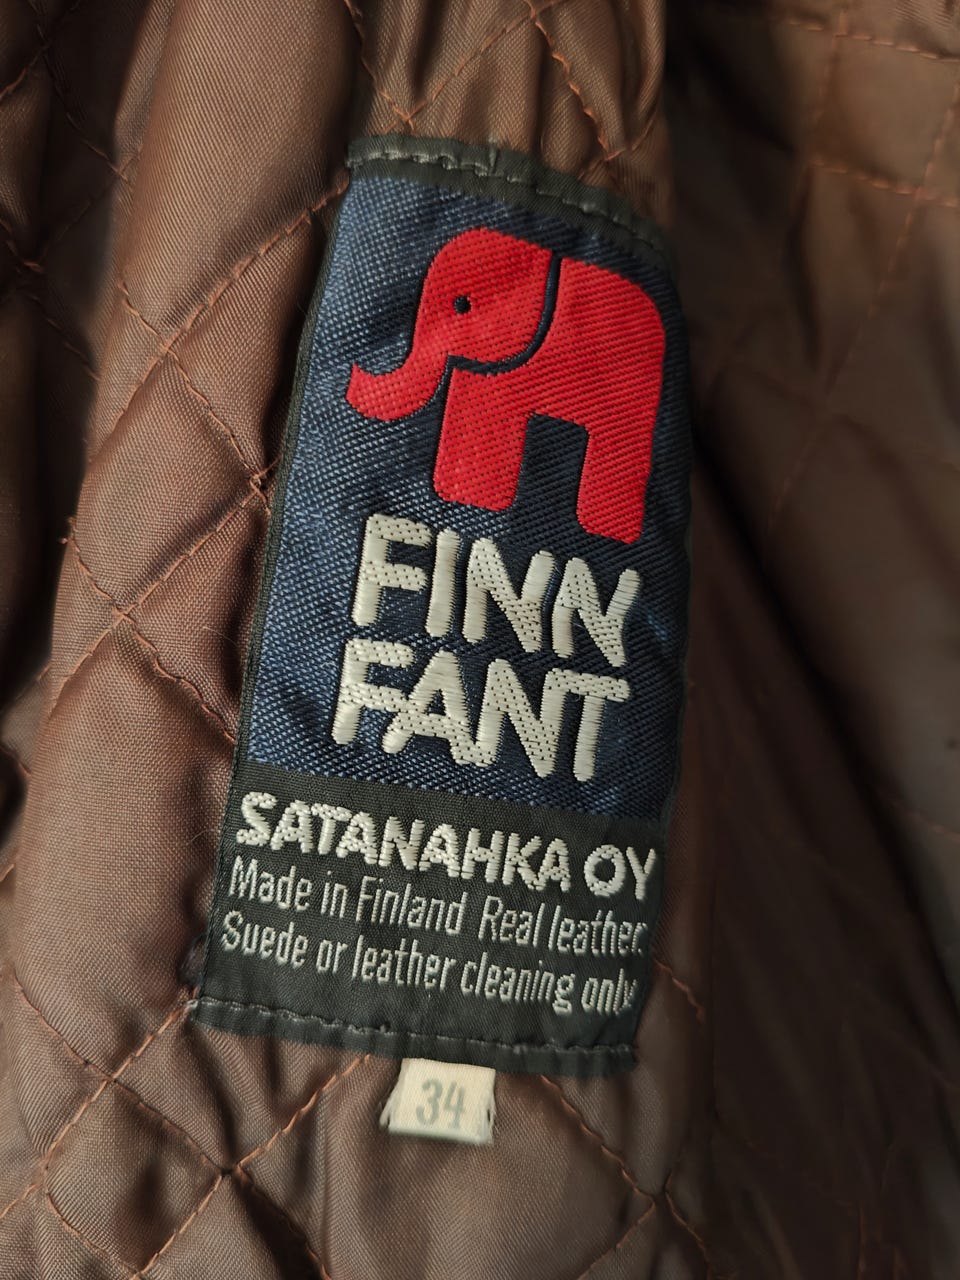 FINN
FANT
SATANAHKA OY
Made in Finland Real leather.
Suede or leather cleaning only
34